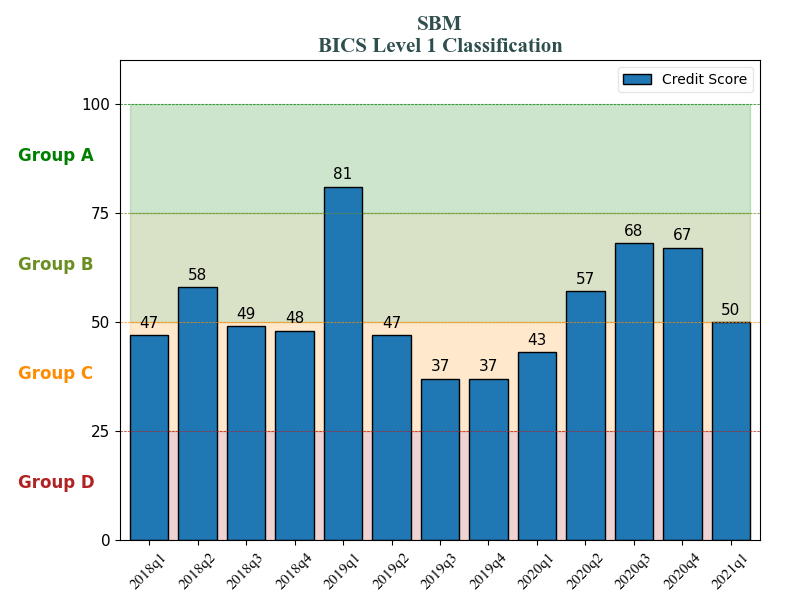 SBM
BICS Level 1 Classification
Credit Score
100
Group A
81
75
68
67
Group B
58
57
50
50
49
48
47
47
43
Group C
37
37
25
Group D
0
2018q1 2018q2 2018q3 2018q4 2019q1 2019q2 2019q3 2019q4 2020q1 2020q2 2020q3 2020q4 2021q1